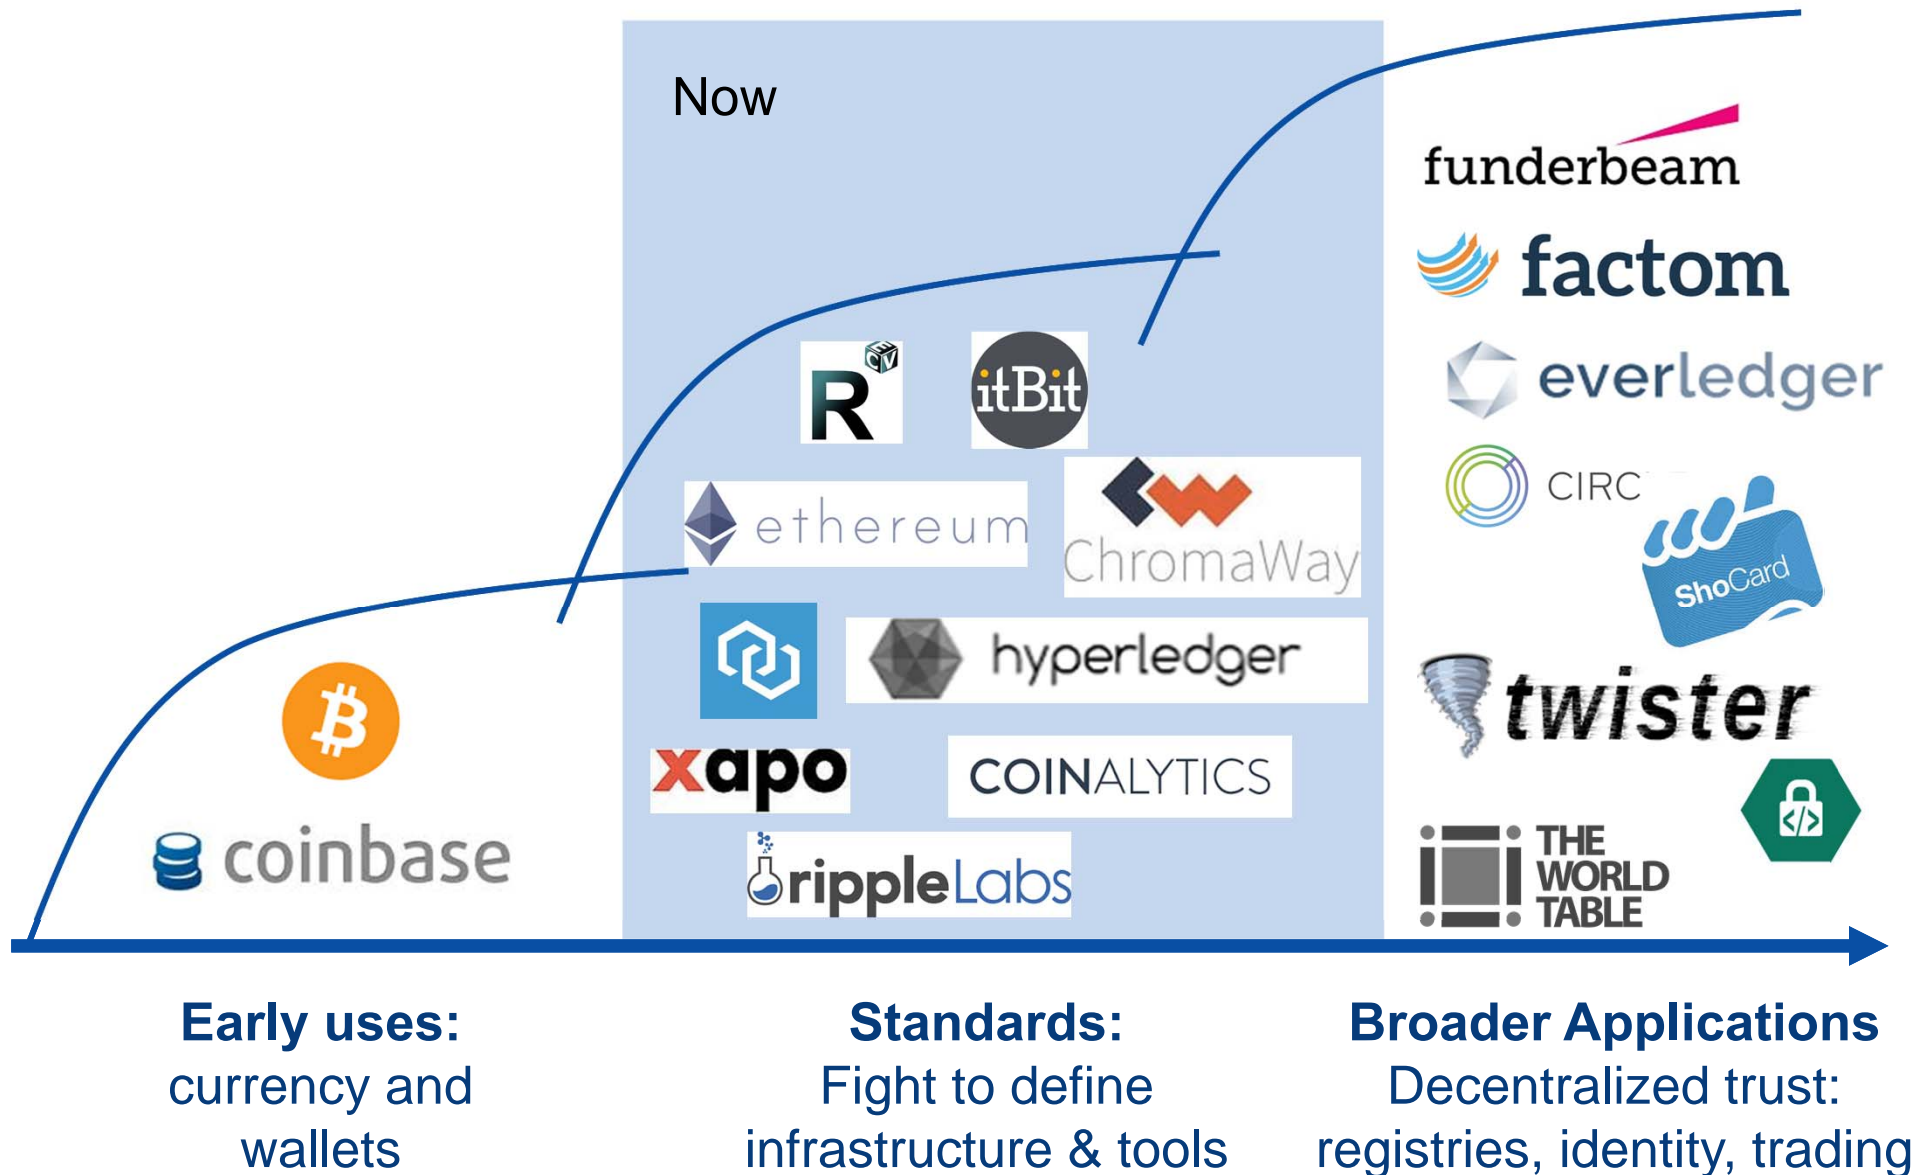 Now
funderbeam
factom
R
CEV
itBit
everledger
CIRC
ethereum
ChromaWay
ShoCard
hyperledger
twister
xapo
COINALYTICS
coinbase
rippleLabs
</>
THE
WORLD
TABLE
Early uses:
currency and
wallets
Standards:
Fight to define
infrastructure & tools
Broader Applications
Decentralized trust:
registries, identity, trading